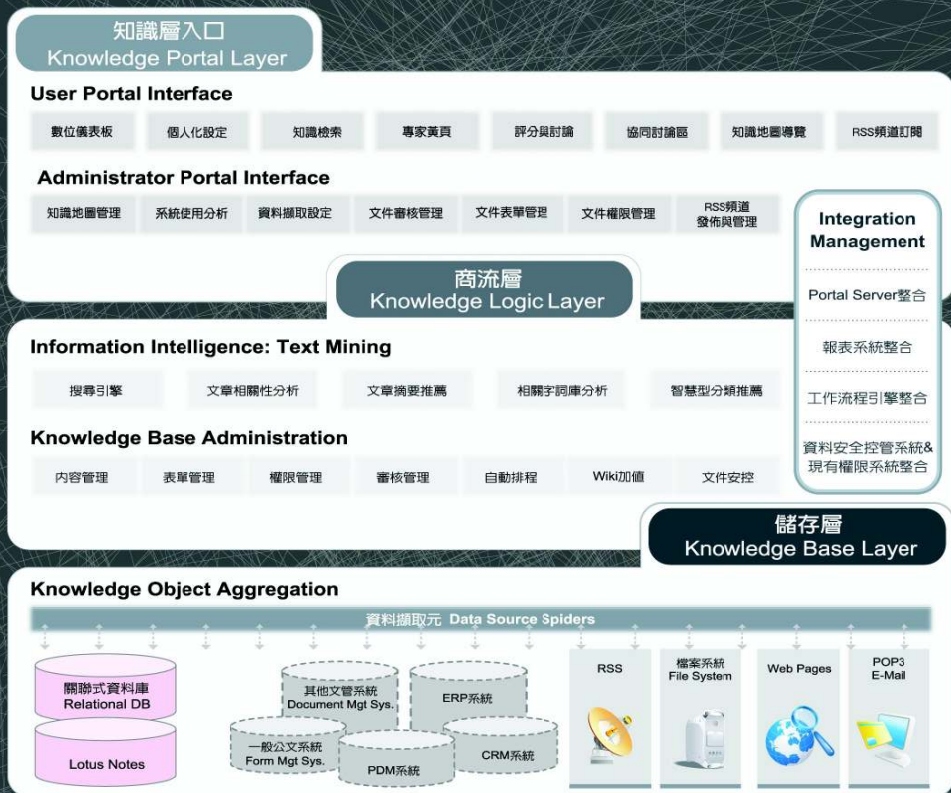 知識層入口
Knowledge Portal Layer
User Portal Interface
數位儀表板 個人化設定 知識檢索 專家黃頁 評分與討論 協同討論區 知識地圖導覽 RSS頻道訂閱
Administrator Portal Interface
知識地圖管理 系統使用分析 資料擷取設定 文件審核管理 文件表單管理 文件權限管理 RSS頻道
發佈與管理
Integration
Management
Portal Server整合
報表系統整合
工作流程引擎整合
資料安全控管系統&
現有權限系統整合
商流層
Knowledge Logic Layer
Information Intelligence: Text Mining
搜尋引擎 文章相關性分析 文章摘要推薦 相關字詞庫分析 智慧型分類推薦
Knowledge Base Administration
內容管理 表單管理 權限管理 審核管理 自動排程 Wiki加值 文件安控
儲存層
Knowledge Base Layer
Knowledge Object Aggregation
資料擷取元 Data Source Spiders
關聯式資料庫
Relational DB
Lotus Notes
其他文管系統
Document Mgt Sys.
ERP系統
一般公文系統
Form Mgt Sys.
PDM系統
CRM系統
RSS
檔案系統
File System
Web Pages
POP3
E-Mail